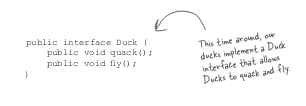 public interface Duck {
public void quack();
public void fly();
}
This time around, our
ducks implement a Duck
interface that allows
Ducks to quack and fly.